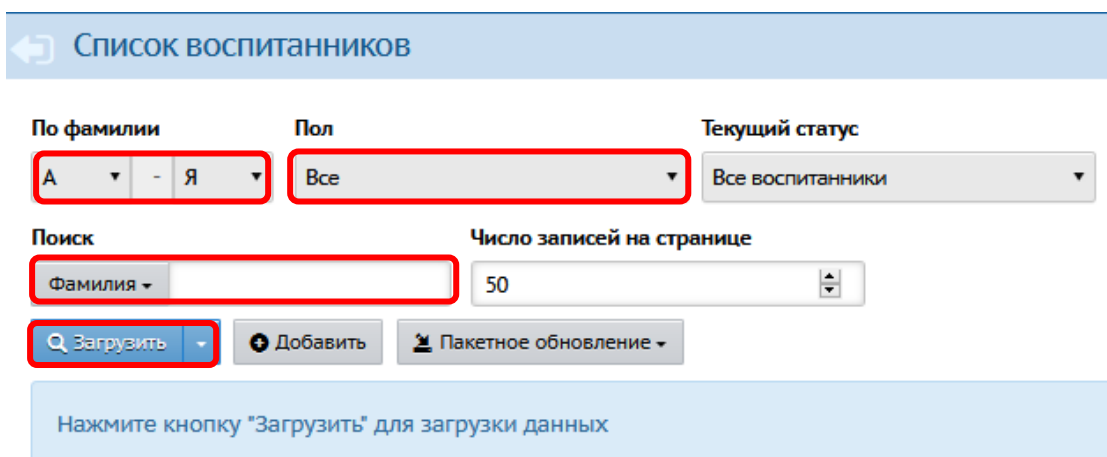 Список воспитанников
По фамилии Пол Текущий статус
А - Я Все Все воспитанники
Поиск Число записей на странице
Фамилия 50
Загрузить Добавить Пакетное обновление
Нажмите кнопку "Загрузить" для загрузки данных